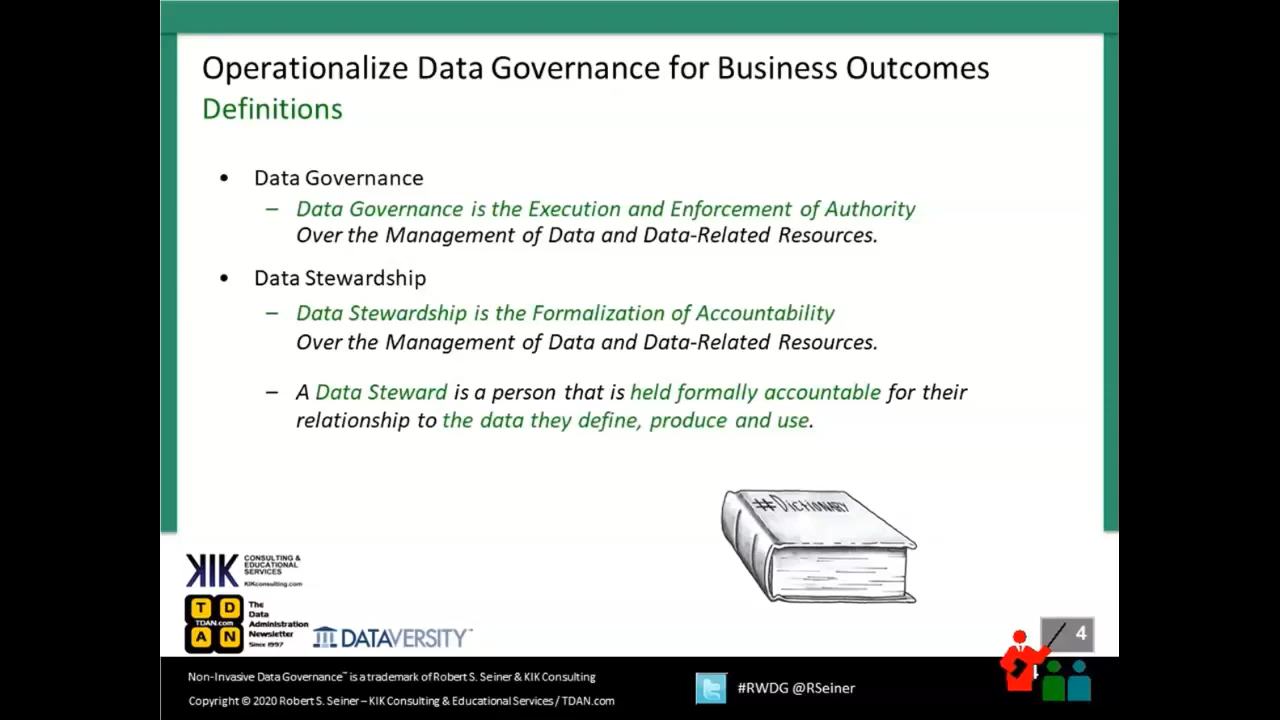 Operationalize Data Governance for Business Outcomes
Definitions
• Data Governance
– Data Governance is the Execution and Enforcement of Authority
Over the Management of Data and Data-Related Resources.
• Data Stewardship
– Data Stewardship is the Formalization of Accountability
Over the Management of Data and Data-Related Resources.
– A Data Steward is a person that is held formally accountable for their
relationship to the data they define, produce and use.
#Dictionary
KIK CONSULTING &
EDUCATIONAL
SERVICES
KIKconsulting.com
T D
TDAN.com
A N
The
Data
Administration
Newsletter
Since 1997
DATAVERSITY™
4
Non-Invasive Data Governance™ is a trademark of Robert S. Seiner & KIK Consulting
Copyright © 2020 Robert S. Seiner – KIK Consulting & Educational Services / TDAN.com
#RWDG @RSeiner